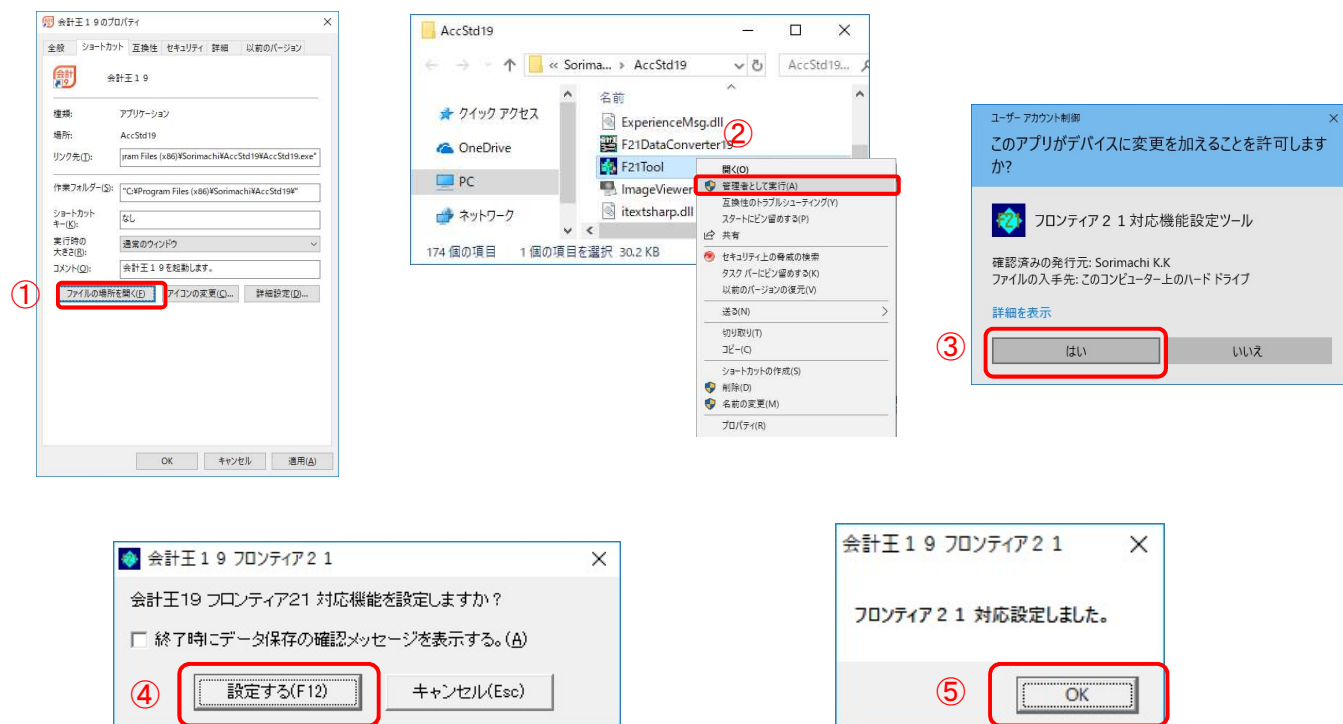 会計王１９のプロパティ
全般 ショートカット 互換性 セキュリティ 詳細 以前のバージョン
会計王１９
種類: アプリケーション
場所: AccStd19
リンク先(T): gram Files (x86)¥Sorimachi¥AccStd19¥AccStd19.exe"
作業フォルダー(S): "C:¥Program Files (x86)¥Sorimachi¥AccStd19¥"
ショートカット
キー(K): なし
実行時の
大きさ(R): 通常のウィンドウ
コメント(O): 会計王１９を起動します。
① ファイルの場所を開く(F) アイコンの変更(C)... 詳細設定(D)...
OK キャンセル 適用(A)
AccStd19
« Sorima... › AccStd19 AccStd19...
名前
クイック アクセス
OneDrive
PC
ネットワーク
ExperienceMsg.dll
②
F21DataConverter19
F21Tool
ImageViewer
itextsharp.dll
174 個の項目 1 個の項目を選択 30.2 KB
開く(O)
管理者として実行(A)
互換性のトラブルシューティング(Y)
スタートにピン留めする(P)
共有
セキュリティ上の脅威の検索
タスク バーにピン留めする(K)
以前のバージョンの復元(V)
送る(N)
切り取り(T)
コピー(C)
ショートカットの作成(S)
削除(D)
名前の変更(M)
プロパティ(R)
ユーザー アカウント制御
このアプリがデバイスに変更を加えることを許可します
か?
フロンティア２１対応機能設定ツール
確認済みの発行元: Sorimachi K.K
ファイルの入手先: このコンピューター上のハード ドライブ
詳細を表示
③ はい いいえ
会計王１９ フロンティア２１
会計王19 フロンティア21 対応機能を設定しますか？
終了時にデータ保存の確認メッセージを表示する。(A)
④ 設定する(F12) キャンセル(Esc)
会計王１９ フロンティア２１
フロンティア２１ 対応設定しました。
⑤ OK